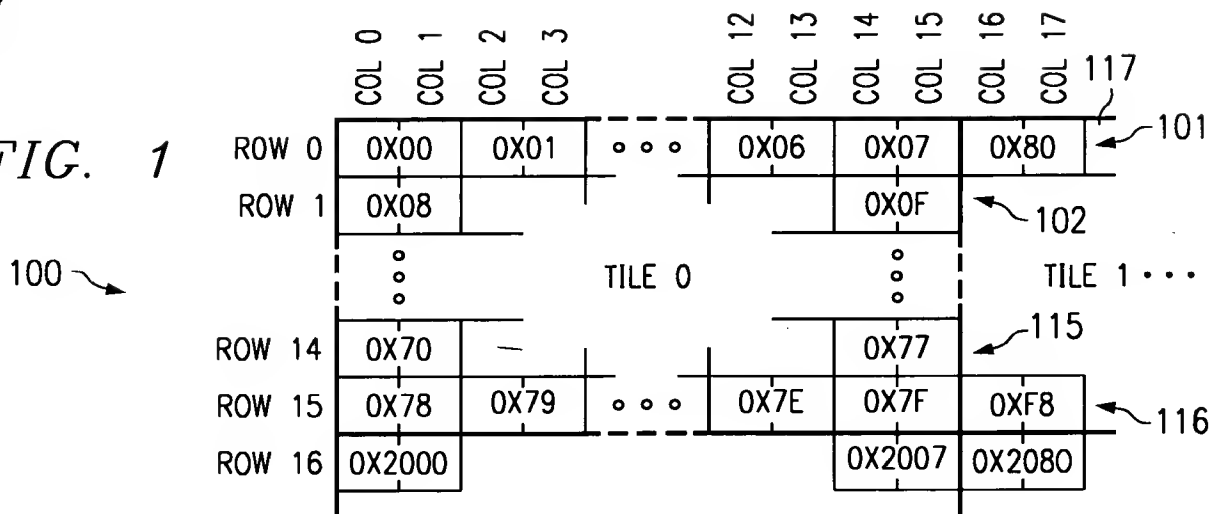 COL 0 COL 1 COL 2 COL 3 COL 12 COL 13 COL 14 COL 15 COL 16 COL 17
117
FIG. 1 ROW 0 0X00 0X01 0X06 0X07 0X80 101
ROW 1 0X08 0X0F 102
100 TILE 0 TILE 1
ROW 14 0X70 0X77 115
ROW 15 0X78 0X79 0X7E 0X7F 0XF8 116
ROW 16 0X2000 0X2007 0X2080